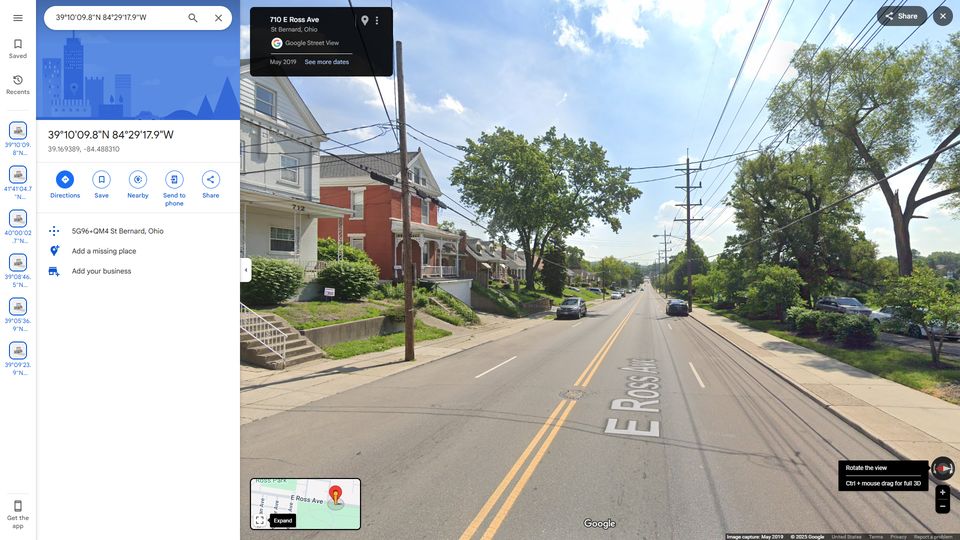 39°10'09.8"N 84°29'17.9"W
Saved
Recents
39°10'09.
8"N...
41°41'04.7
"N...
40°00'02
.7"N...
39°08'46.
5"N...
39°05'36.
9"N...
39°09'23.
9"N...
Get the
app
39°10'09.8"N 84°29'17.9"W
39.169389, -84.488310
Directions
Save
Nearby
Send to
phone
Share
5G96+QM4 St Bernard, Ohio
Add a missing place
Add your business
710 E Ross Ave
St Bernard, Ohio
Google Street View
May 2019 See more dates
Share
712
E Ross Ave
Ross Park
E Ross Ave
Expand
Rotate the view
Ctrl + mouse drag for full 3D
Google
Image capture: May 2019 © 2025 Google United States Terms Privacy Report a problem